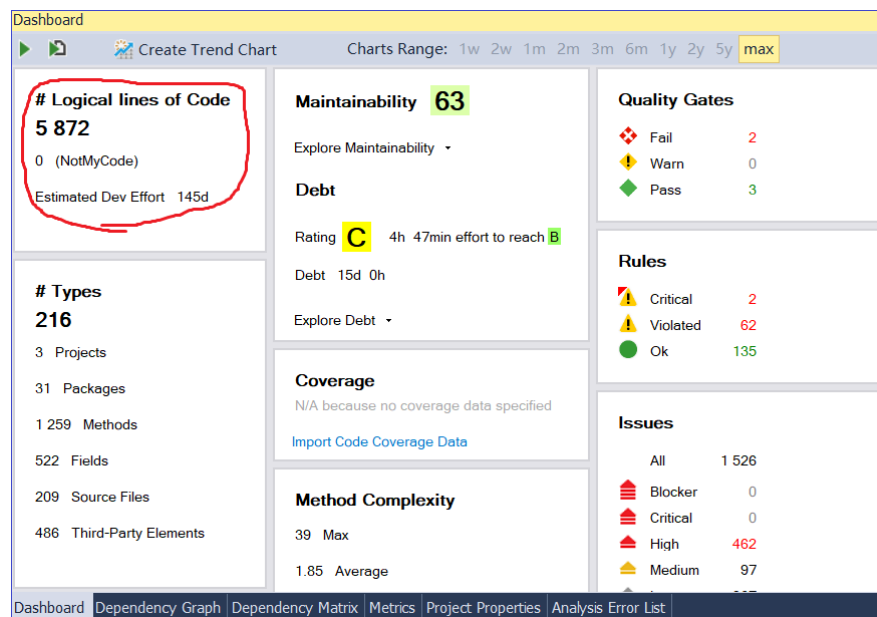 Dashboard
Create Trend Chart
Charts Range: 1w 2w 1m 2m 3m 6m 1y 2y 5y max
# Logical lines of Code
5 872
0 (NotMyCode)
Estimated Dev Effort 145d
# Types
216
3 Projects
31 Packages
1 259 Methods
522 Fields
209 Source Files
486 Third-Party Elements
Maintainability 63
Explore Maintainability
Debt
Rating C 4h 47min effort to reach B
Debt 15d 0h
Explore Debt
Coverage
N/A because no coverage data specified
Import Code Coverage Data
Method Complexity
39 Max
1.85 Average
Quality Gates
Fail 2
Warn 0
Pass 3
Rules
Critical 2
Violated 62
Ok 135
Issues
All 1 526
Blocker 0
Critical 0
High 462
Medium 97
Dashboard Dependency Graph Dependency Matrix Metrics Project Properties Analysis Error List